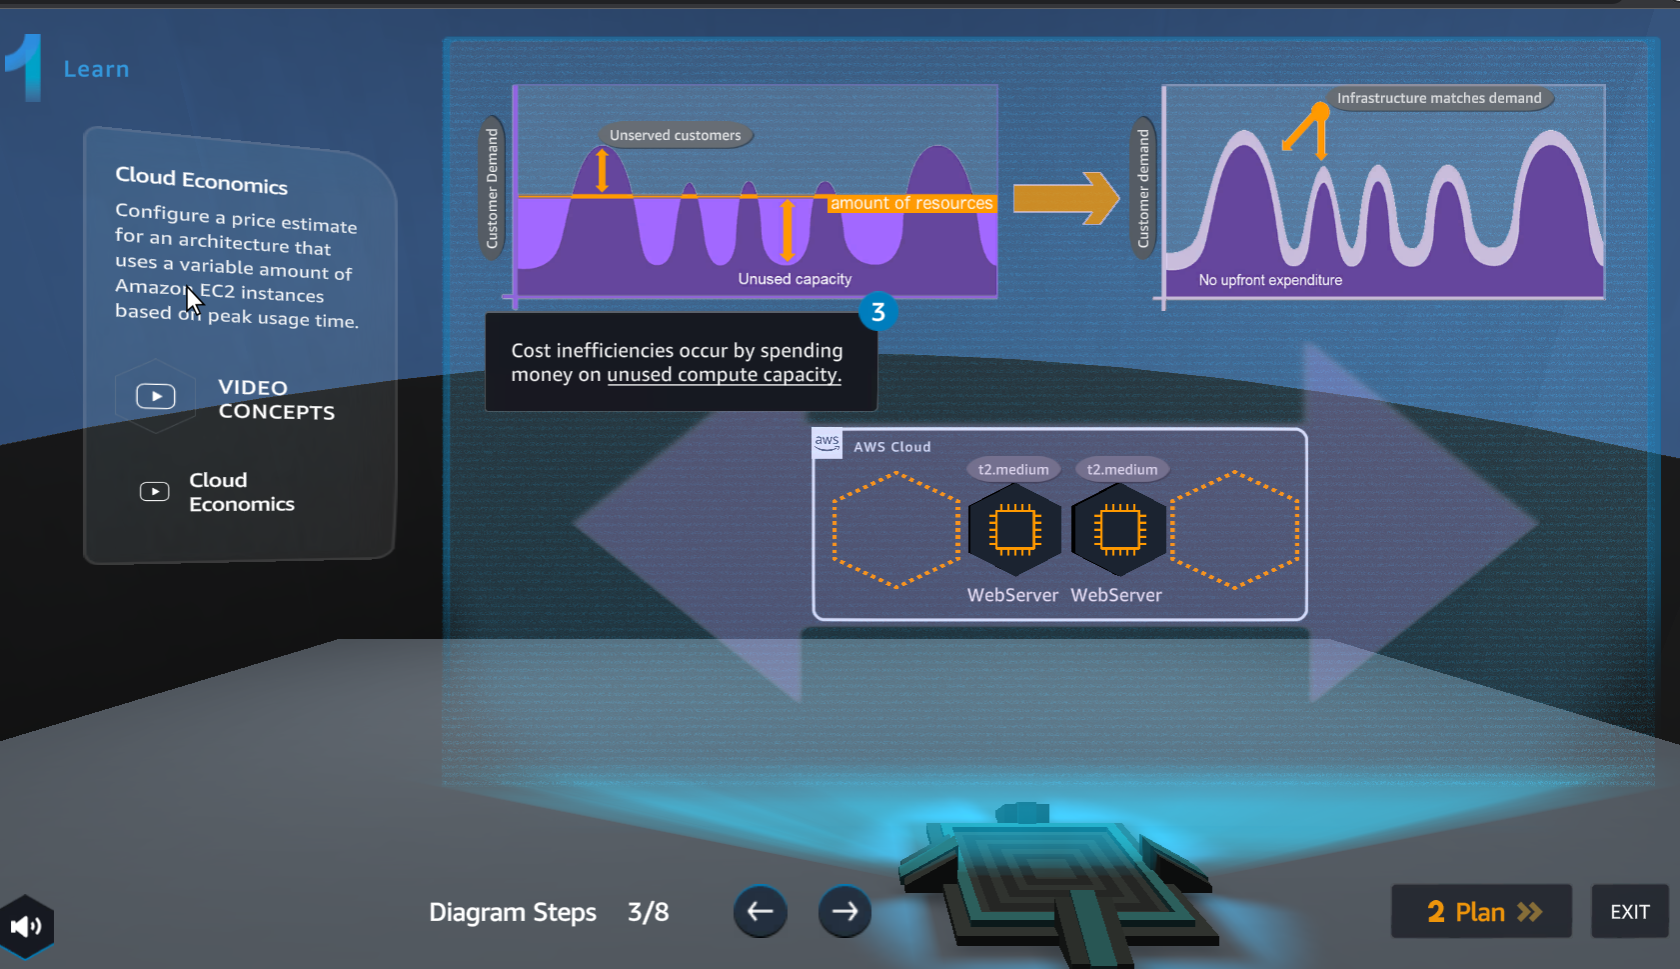 1 Learn
Cloud Economics
Configure a price estimate
for an architecture that
uses a variable amount of
Amazon EC2 instances
based on peak usage time.
VIDEO
CONCEPTS
Cloud
Economics
Customer Demand
Unserved customers
amount of resources
Unused capacity
Customer demand
Infrastructure matches demand
No upfront expenditure
3
Cost inefficiencies occur by spending
money on unused compute capacity.
aws
AWS Cloud
t2.medium
t2.medium
WebServer
WebServer
Diagram Steps 3/8
2 Plan
EXIT